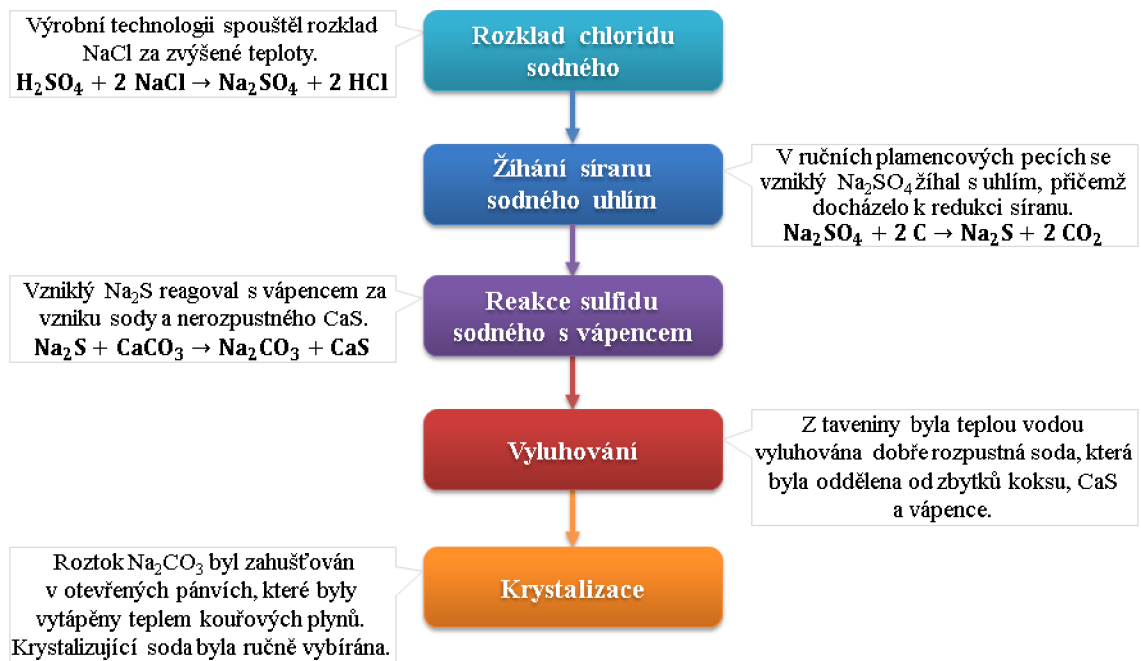 Výrobní technologii spouštěl rozklad
NaCl za zvýšené teploty.
H₂SO₄ + 2 NaCl → Na₂SO₄ + 2 HCl
Rozklad chloridu
sodného
Žíhání síranu
sodného uhlím
V ručních plamencových pecích se
vzniklý Na₂SO₄ žíhal s uhlím, přičemž
docházelo k redukci síranu.
Na₂SO₄ + 2 C → Na₂S + 2 CO₂
Vzniklý Na₂S reagoval s vápencem za
vzniku sody a nerozpustného CaS.
Na₂S + CaCO₃ → Na₂CO₃ + CaS
Reakce sulfidu
sodného s vápencem
Vyluhování
Z taveniny byla teplou vodou
vyluhována dobře rozpustná soda, která
byla oddělena od zbytků koksu, CaS
a vápence.
Roztok Na₂CO₃ byl zahušťován
v otevřených pánvích, které byly
vytápěny teplem kouřových plynů.
Krystalizující soda byla ručně vybírána.
Krystalizace